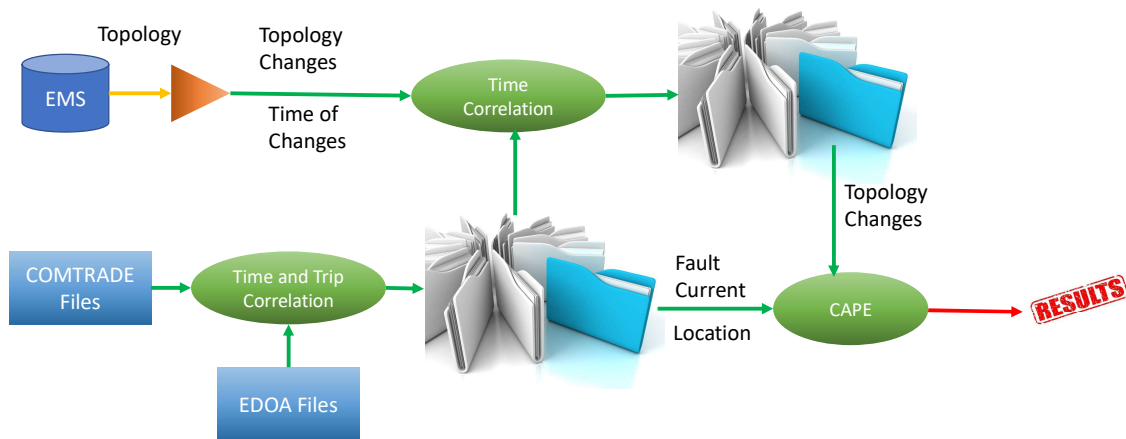 Topology
EMS
Topology
Changes
Time of
Changes
Time
Correlation
Topology
Changes
COMTRADE
Files
Time and Trip
Correlation
EDOA Files
Fault
Current
Location
CAPE
RESULTS